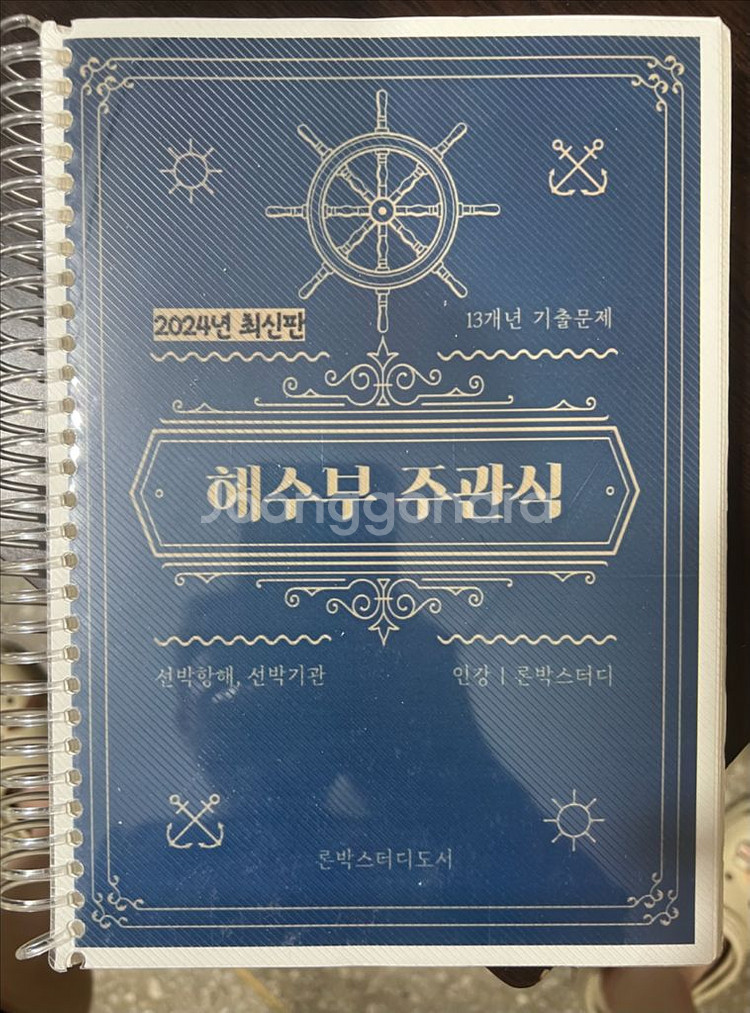 2024년 최신판
13개년 기출문제
해수부 주관식
Joonggonara
선박항해, 선박기관
인강 | 론박스터디
론박스터디도서